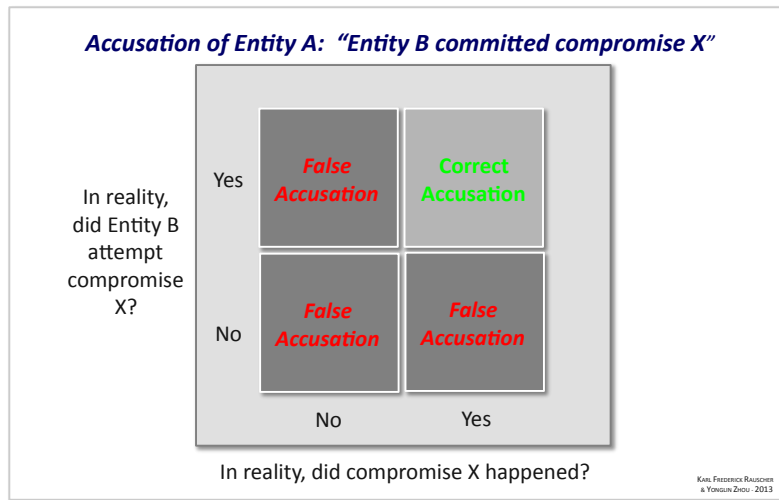 Accusation of Entity A: “Entity B committed compromise X”
In reality,
did Entity B
attempt
compromise
X?
Yes
False
Accusation
Correct
Accusation
No
False
Accusation
False
Accusation
No
Yes
In reality, did compromise X happened?
KARL FREDERICK RAUSCHER
& YONGLIN ZHOU - 2013